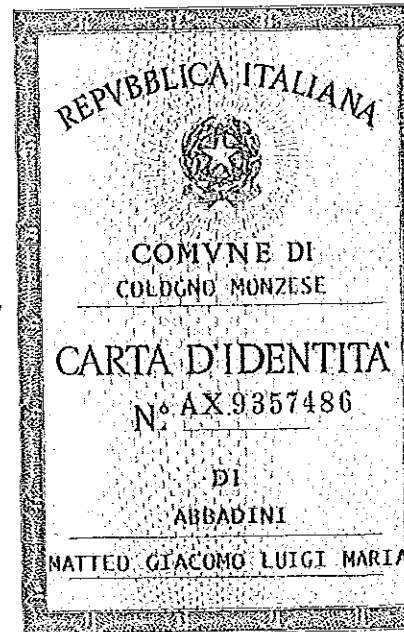 REPVBBLICA ITALIANA
COMVNE DI
COLOGNO MONZESE
CARTA D'IDENTITA'
N.º AX.9357486
DI
ABBADINI
MATTEO GIACOMO LUIGI MARIA